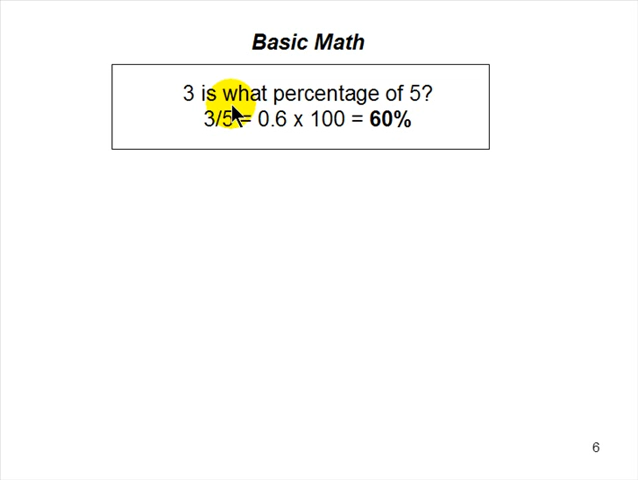 Basic Math
3 is what percentage of 5?
3/5 = 0.6 x 100 = 60%
6